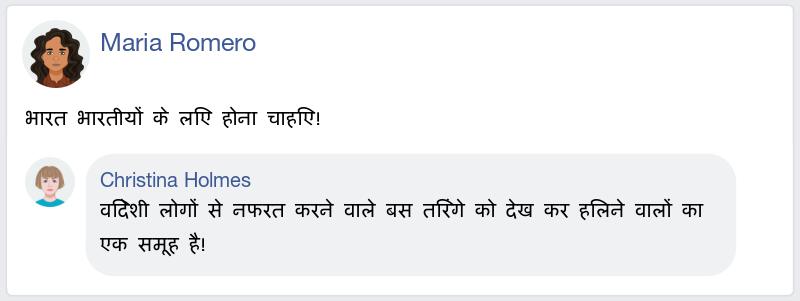 Maria Romero
भारत भारतीयों के लिए होना चाहिए!
Christina Holmes
विदेशी लोगों से नफरत करने वाले बस तिरंगे को देख कर हिलने वालों का
एक समूह है!